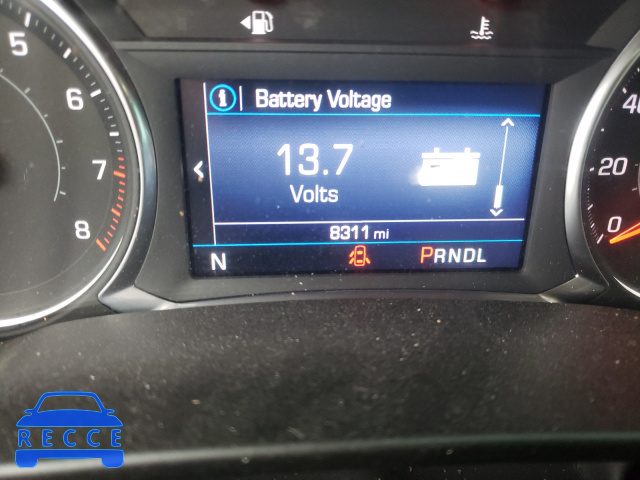 5
6
7
8
Battery Voltage
13.7
Volts
8311 mi
N
PRNDL
40
20
0
RECCE